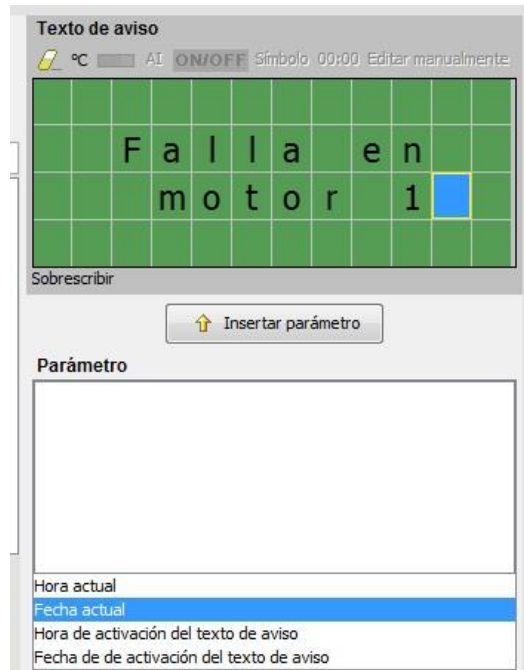 Texto de aviso
°C AI ON/OFF Símbolo 00:00 Editar manualmente
Falla en
motor 1
Sobrescribir
Insertar parámetro
Parámetro
Hora actual
Fecha actual
Hora de activación del texto de aviso
Fecha de de activación del texto de aviso